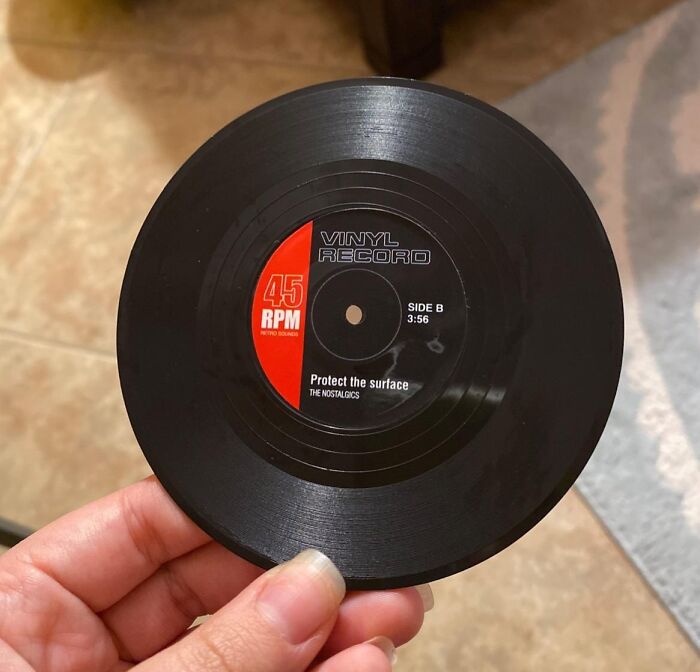 VINYL
RECORD
45
RPM
RETRO SOUNDS
SIDE B
3:56
Protect the surface
THE NOSTALGICS